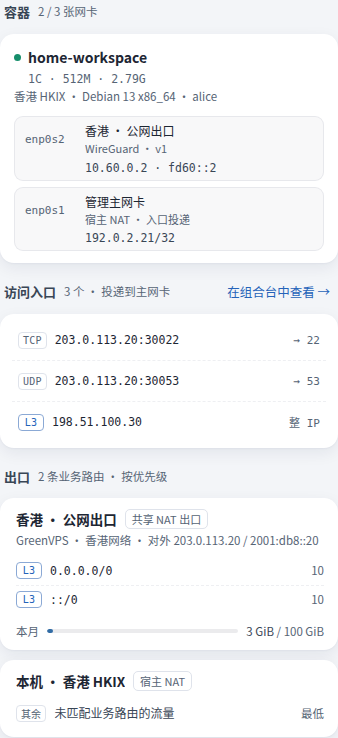 容器 2 / 3 张网卡
home-workspace
1C · 512M · 2.79G
香港 HKIX · Debian 13 x86_64 · alice
enp0s2 香港 · 公网出口
WireGuard · v1
10.60.0.2 · fd60::2
enp0s1 管理主网卡
宿主 NAT · 入口投递
192.0.2.21/32
访问入口 3 个 · 投递到主网卡 在组合台中查看 →
TCP 203.0.113.20:30022 → 22
UDP 203.0.113.20:30053 → 53
L3 198.51.100.30 整 IP
出口 2 条业务路由 · 按优先级
香港 · 公网出口 共享 NAT 出口
GreenVPS · 香港网络 · 对外 203.0.113.20 / 2001:db8::20
L3 0.0.0.0/0 10
L3 ::/0 10
本月 3 GiB / 100 GiB
本机 · 香港 HKIX 宿主 NAT
其余 未匹配业务路由的流量 最低